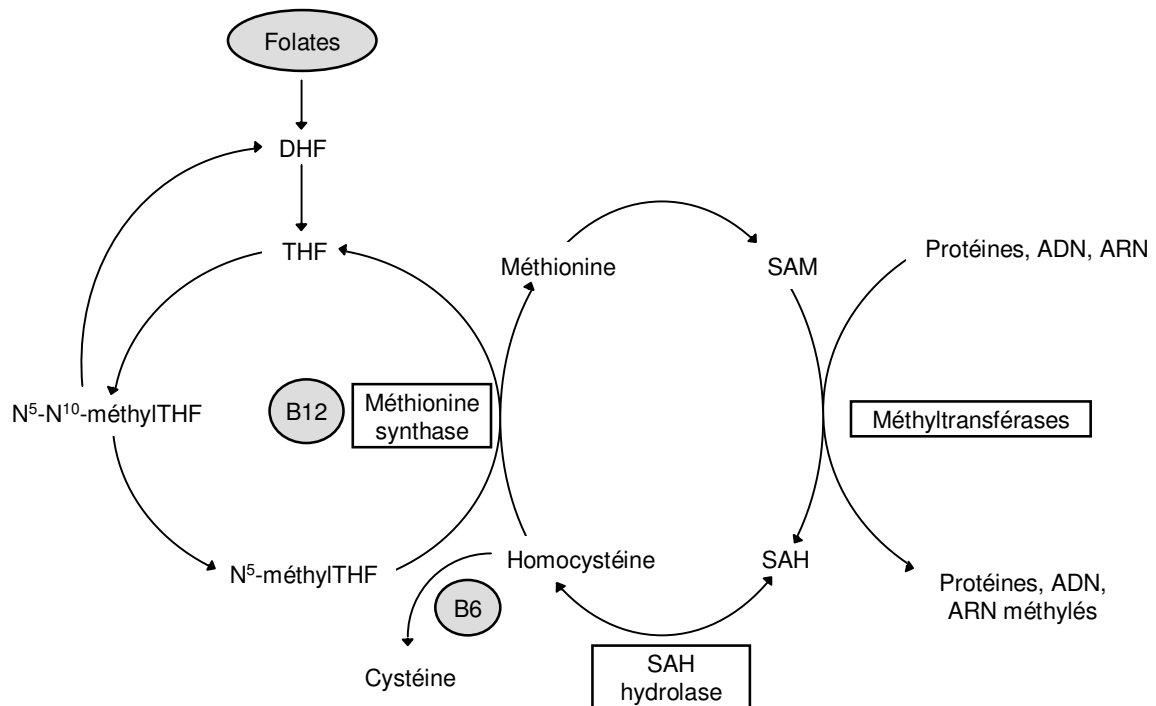 Folates
DHF
THF
Méthionine
SAM
Protéines, ADN, ARN
N⁵-N¹⁰-méthylTHF
B12
Méthionine
synthase
Méthyltransférases
N⁵-méthylTHF
Homocystéine
SAH
Protéines, ADN,
ARN méthylés
B6
Cystéine
SAH
hydrolase